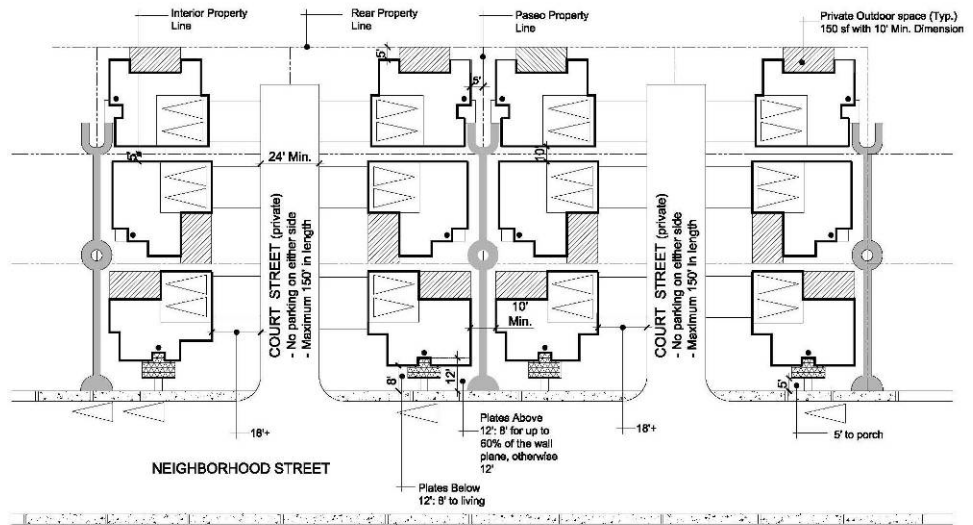 Interior Property
Line
Rear Property
Line
Paseo Property
Line
Private Outdoor space (Typ.)
150 sf with 10' Min. Dimension
5'
5'
5'
24' Min.
10'
COURT STREET (private)
- No parking on either side
- Maximum 150' in length
COURT STREET (private)
- No parking on either side
- Maximum 150' in length
10'
Min.
8'
12'
5'
18'+
Plates Above
12': 8' for up to
60% of the wall
plane, otherwise
12'
18'+
5' to porch
NEIGHBORHOOD STREET
Plates Below
12': 8' to living